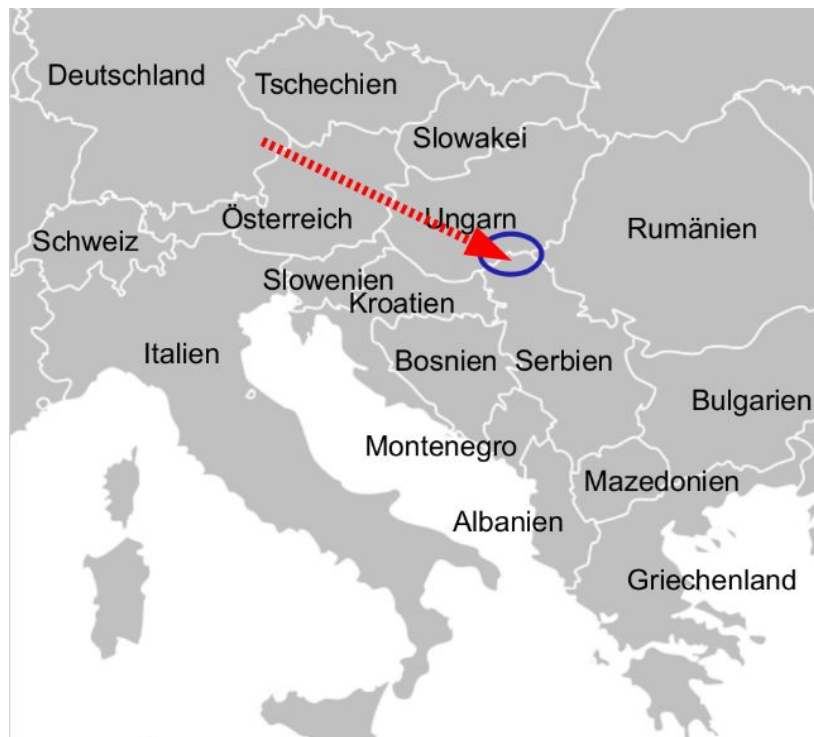 Deutschland
Tschechien
Slowakei
Österreich
Ungarn
Rumänien
Schweiz
Slowenien
Kroatien
Italien
Bosnien
Serbien
Bulgarien
Montenegro
Mazedonien
Albanien
Griechenland